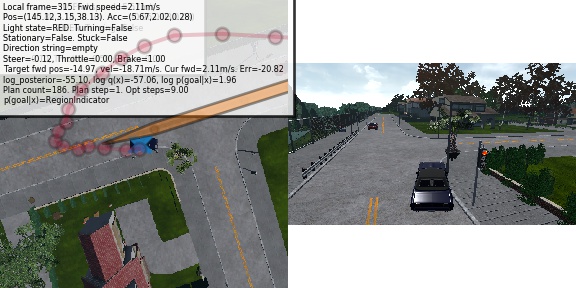 Local frame=315. Fwd speed=2.11m/s
Pos=(145.12,3.15,38.13). Acc=(5.67,2.02,0.28)
Light state=RED. Turning=False
Stationary=False. Stuck=False
Direction string=empty
Steer=-0.12, Throttle=0.00, Brake=1.00
Target fwd pos=-14.97, vel=-18.71m/s. Cur fwd=2.11m/s. Err=-20.82
log_posterior=-55.10, log q(x)=-57.06, log p(goal|x)=1.96
Plan count=186. Plan step=1. Opt steps=9.00
p(goal|x)=RegionIndicator